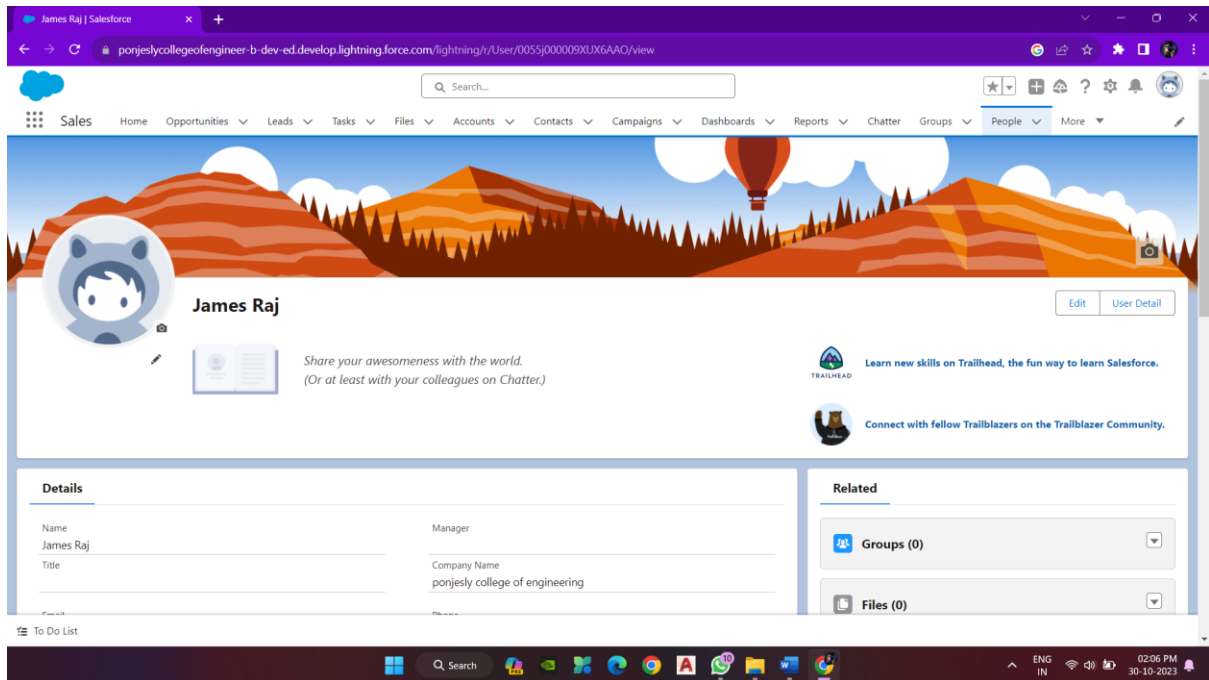 James Raj | Salesforce
ponjeslycollegeofengineer-b-dev-ed.develop.lightning.force.com/lightning/r/User/0055j000009XUX6AAO/view
Search...
Sales Home Opportunities Leads Tasks Files Accounts Contacts Campaigns Dashboards Reports Chatter Groups People More
James Raj
Edit User Detail
Share your awesomeness with the world.
(Or at least with your colleagues on Chatter.)
TRAILHEAD
Learn new skills on Trailhead, the fun way to learn Salesforce.
Connect with fellow Trailblazers on the Trailblazer Community.
Details
Name
James Raj
Manager
Title
Company Name
ponjesly college of engineering
Email
Phone
Related
Groups (0)
Files (0)
To Do List
Search
10
ENG
IN
02:06 PM
30-10-2023